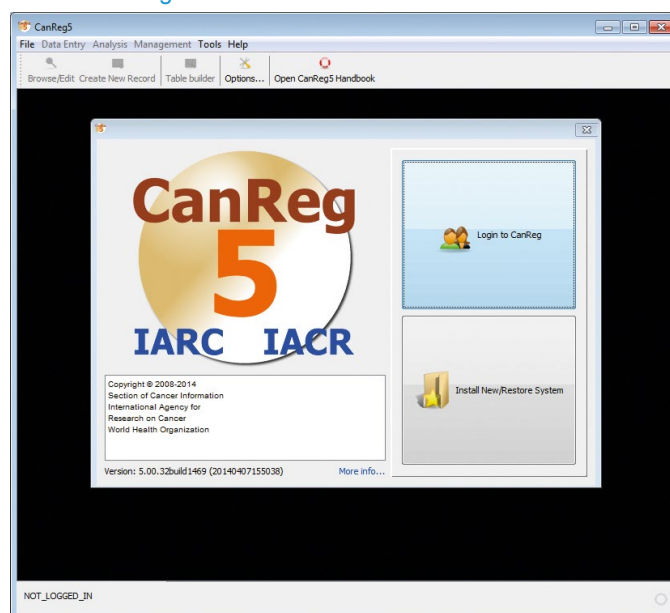 CanReg5
File Data Entry Analysis Management Tools Help
Browse/Edit Create New Record Table builder Options... Open CanReg5 Handbook
5
CanReg
5
IARC IACR
Login to CanReg
Install New/Restore System
Copyright © 2008-2014
Section of Cancer Information
International Agency for
Research on Cancer
World Health Organization
Version: 5.00.32build1469 (20140407155038) More info...
NOT_LOGGED_IN